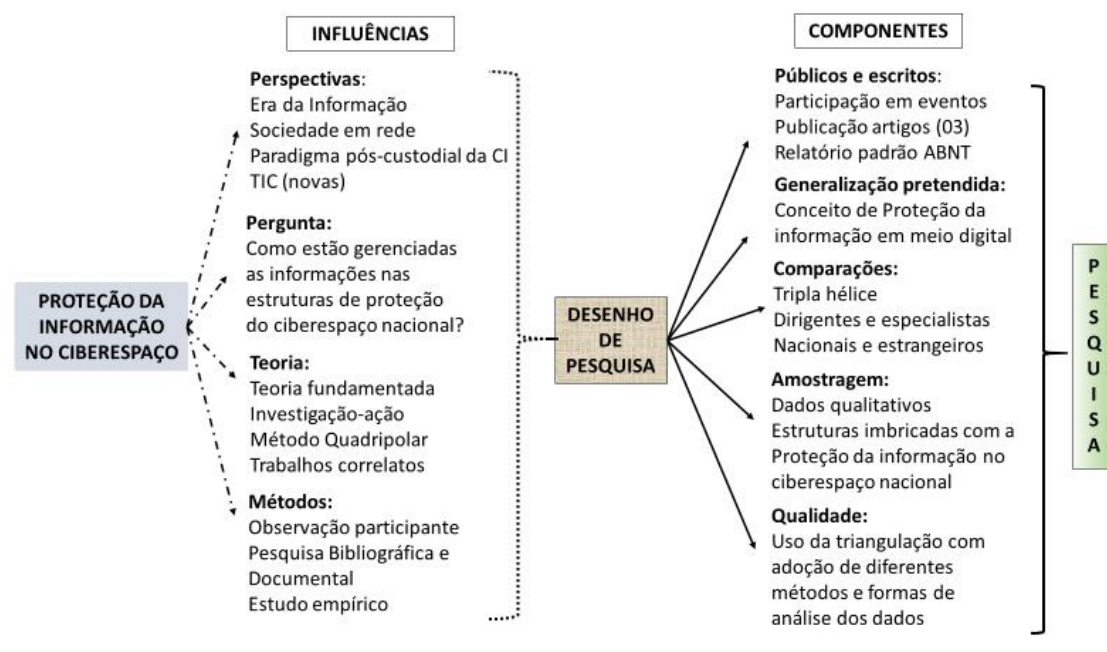 PROTEÇÃO DA
INFORMAÇÃO
NO CIBERESPAÇO
INFLUÊNCIAS
Perspectivas:
Era da Informação
Sociedade em rede
Paradigma pós-custodial da CI
TIC (novas)
Pergunta:
Como estão gerenciadas
as informações nas
estruturas de proteção
do ciberespaço nacional?
Teoria:
Teoria fundamentada
Investigação-ação
Método Quadripolar
Trabalhos correlatos
Métodos:
Observação participante
Pesquisa Bibliográfica e
Documental
Estudo empírico
DESENHO
DE
PESQUISA
COMPONENTES
Públicos e escritos:
Participação em eventos
Publicação artigos (03)
Relatório padrão ABNT
Generalização pretendida:
Conceito de Proteção da
informação em meio digital
Comparações:
Tripla hélice
Dirigentes e especialistas
Nacionais e estrangeiros
Amostragem:
Dados qualitativos
Estruturas imbricadas com a
Proteção da informação no
ciberespaço nacional
Qualidade:
Uso da triangulação com
adoção de diferentes
métodos e formas de
análise dos dados
P
E
S
Q
U
I
S
A